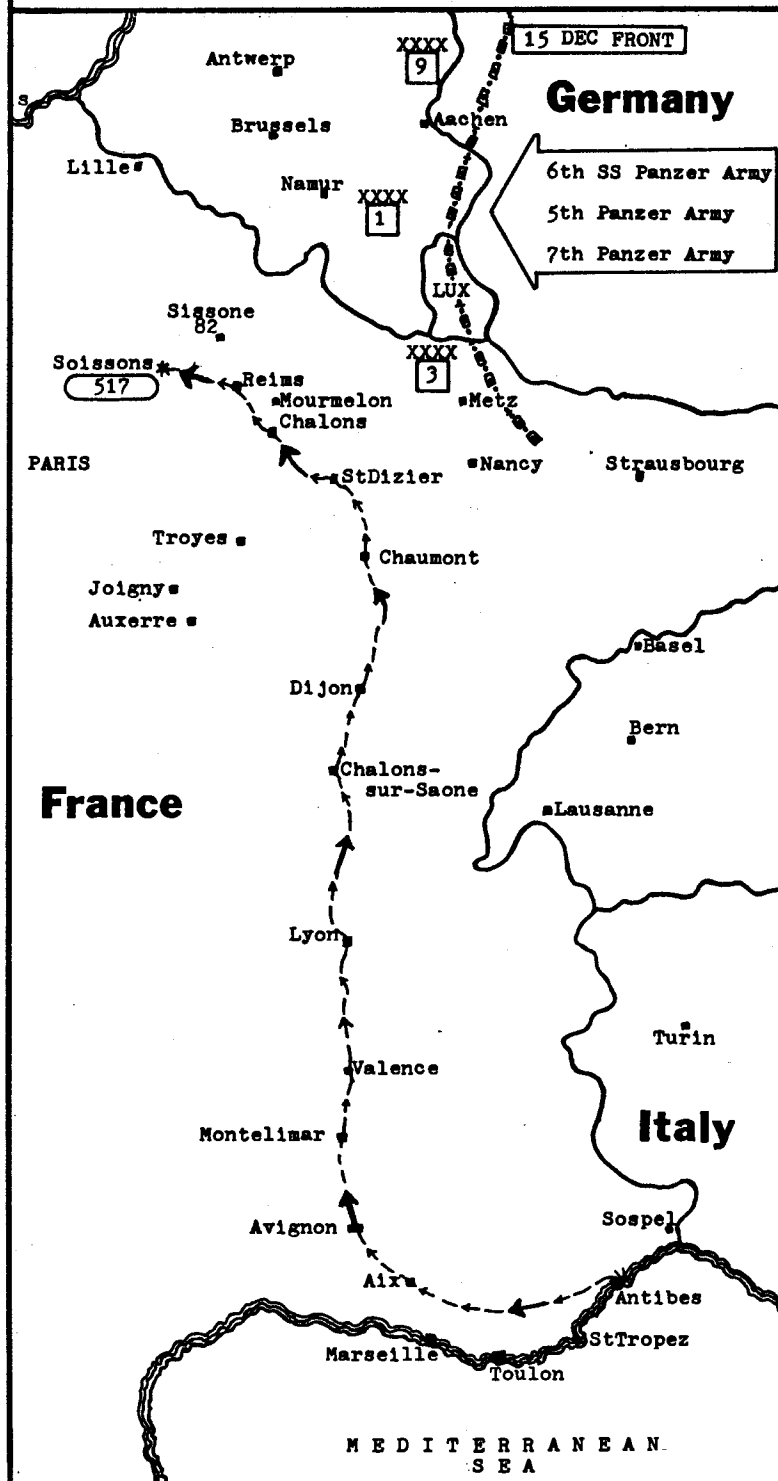 15 DEC FRONT
XXXX
9
Antwerp
Germany
s
Brussels
Aachen
Lille
6th SS Panzer Army
5th Panzer Army
7th Panzer Army
Namur
XXXX
1
LUX
Sissone
82
XXXX
3
Soissons
517
Reims
Mourmelon
Chalons
Metz
PARIS
Nancy
Strausbourg
StDizier
Troyes
Chaumont
Joigny
Auxerre
Basel
Dijon
Bern
Chalons-
sur-Saone
France
Lausanne
Lyon
Turin
Valence
Montelimar
Italy
Avignon
Sospel
Aix
Antibes
Marseille
StTropez
Toulon
MEDITERRANEAN
SEA